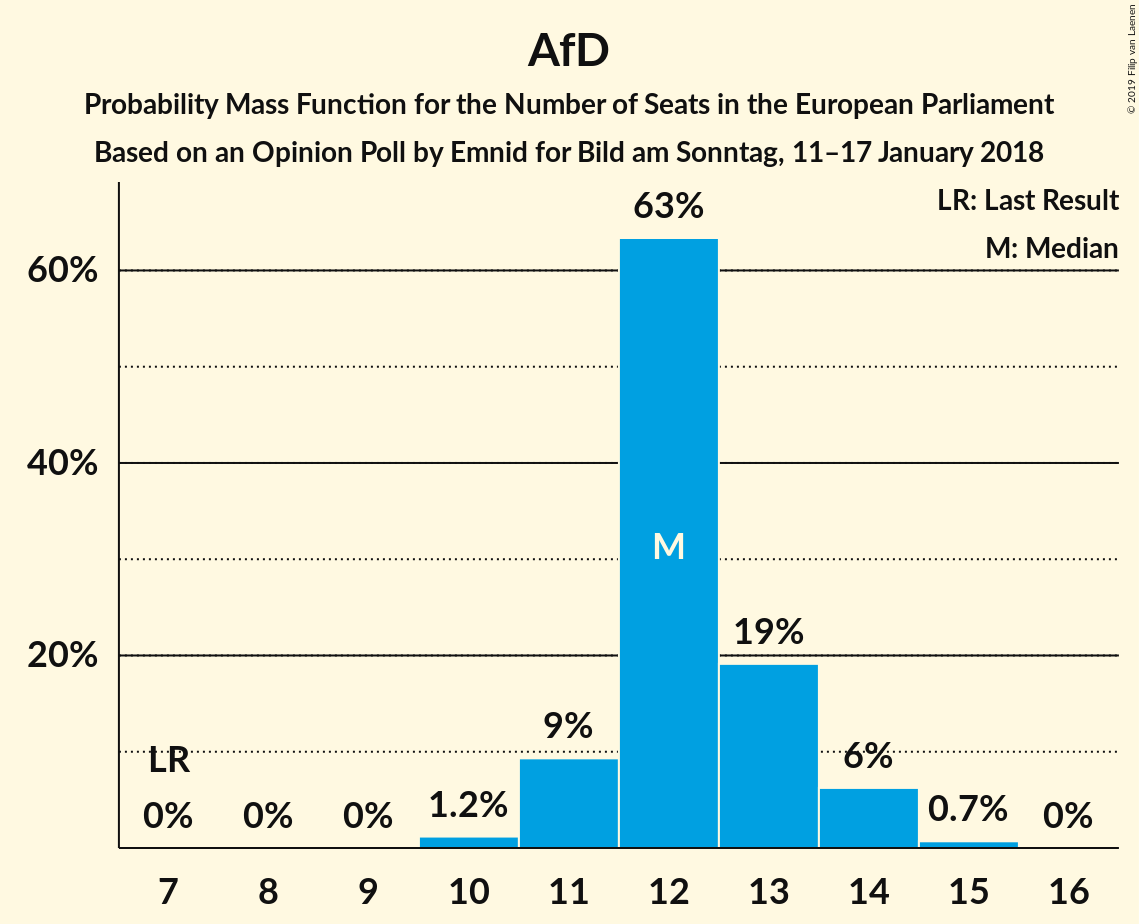 AfD
Probability Mass Function for the Number of Seats in the European Parliament
Based on an Opinion Poll by Emnid for Bild am Sonntag, 11–17 January 2018
© 2019 Filip van Laenen
LR: Last Result
M: Median
63%
60%
40%
M
19%
20%
9%
LR
6%
0%
0%
0%
1.2%
0.7%
0%
7
8
9
10
11
12
13
14
15
16